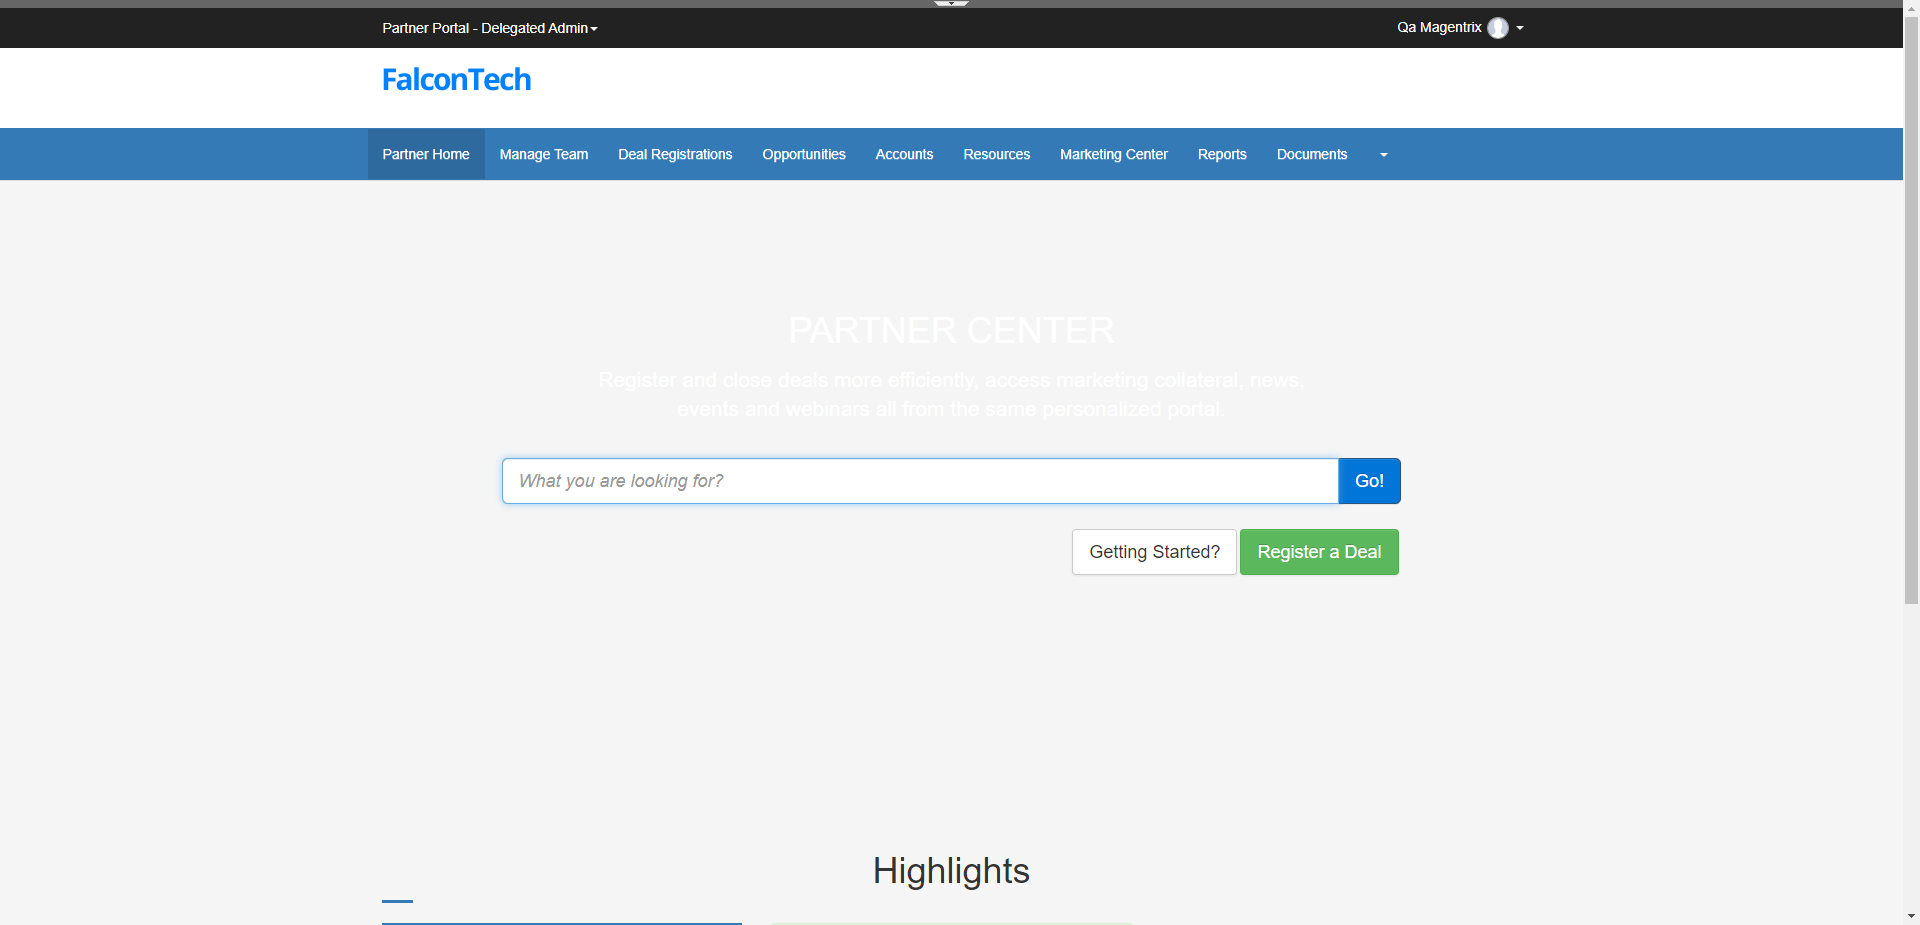 Partner Portal - Delegated Admin
Qa Magentrix
FalconTech
Partner Home Manage Team Deal Registrations Opportunities Accounts Resources Marketing Center Reports Documents
PARTNER CENTER
Register and close deals more efficiently, access marketing collateral, news,
events and webinars all from the same personalized portal.
What you are looking for?
Go!
Getting Started?
Register a Deal
Highlights